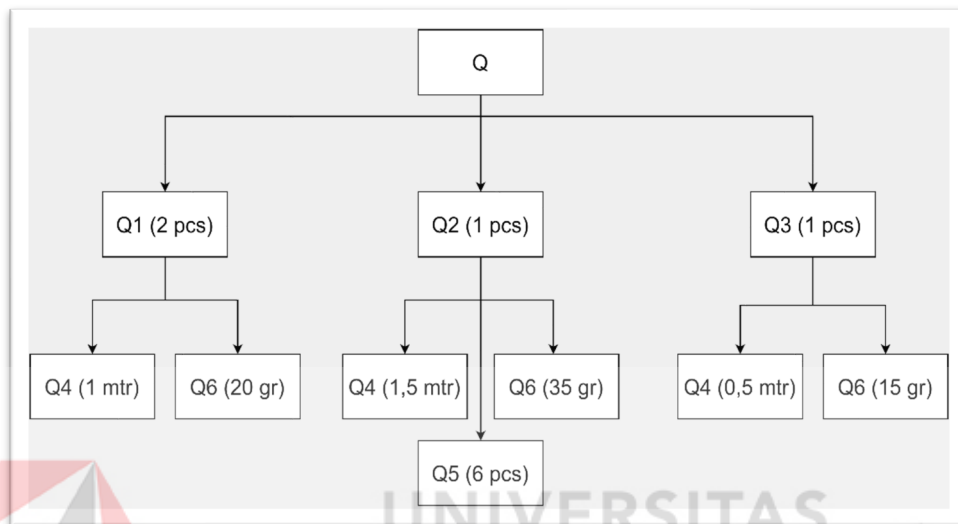 Q
Q1 (2 pcs)
Q2 (1 pcs)
Q3 (1 pcs)
Q4 (1 mtr)
Q6 (20 gr)
Q4 (1,5 mtr)
Q6 (35 gr)
Q4 (0,5 mtr)
Q6 (15 gr)
Q5 (6 pcs)
UNIVERSITAS